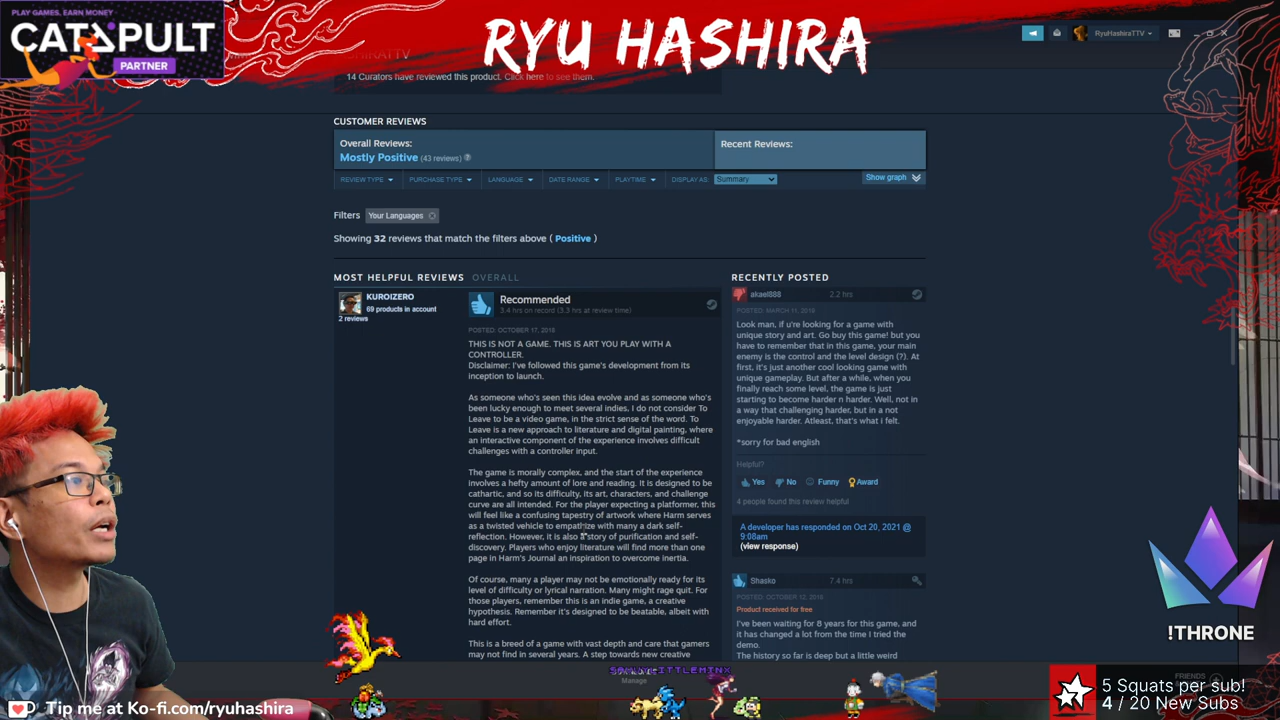 PLAY GAMES, EARN MONEY
CATAPULT
PARTNER
RYU HASHIRA
RyuHashiraTTV
14 Curators have reviewed this product. Click here to see them.
CUSTOMER REVIEWS
Overall Reviews:
Mostly Positive (43 reviews)
Recent Reviews:
REVIEW TYPE
PURCHASE TYPE
LANGUAGE
DATE RANGE
PLAYTIME
DISPLAY AS:
Summary
Show graph
Filters
Your Languages
Showing 32 reviews that match the filters above ( Positive )
MOST HELPFUL REVIEWS OVERALL
KUROIZERO
69 products in account
2 reviews
Recommended
3.4 hrs on record (3.3 hrs at review time)
POSTED: OCTOBER 17, 2016
THIS IS NOT A GAME. THIS IS ART YOU PLAY WITH A
CONTROLLER.
Disclaimer: I've followed this game's development from its
inception to launch.
As someone who's seen this idea evolve and as someone who's
been lucky enough to meet several indies, I do not consider To
Leave to be a video game, in the strict sense of the word. To
Leave is a new approach to literature and digital painting, where
an interactive component of the experience involves difficult
challenges with a controller input.
The game is morally complex, and the start of the experience
involves a hefty amount of lore and reading. It is designed to be
cathartic, and so its difficulty, its art, characters, and challenge
curve are all intended. For the player expecting a platformer, this
will feel like a confusing tapestry of artwork where Harm serves
as a twisted vehicle to empathize with many a dark self-
reflection. However, it is also a story of purification and self-
discovery. Players who enjoy literature will find more than one
page in Harm's Journal an inspiration to overcome inertia.
Of course, many a player may not be emotionally ready for its
level of difficulty or lyrical narration. Many might rage quit. For
those players, remember this is an indie game, a creative
hypothesis. Remember it's designed to be beatable, albeit with
hard effort.
This is a breed of a game with vast depth and care that gamers
may not find in several years. A step towards new creative
RECENTLY POSTED
akael888
2.2 hrs
POSTED: MARCH 11, 2018
Look man, if u're looking for a game with
unique story and art. Go buy this game! but you
have to remember that in this game, your main
enemy is the control and the level design (?). At
first, it's just another cool looking game with
unique gameplay. But after a while, when you
finally reach some level, the game is just
starting to become harder n harder. Well, not in
a way that challenging harder, but in a not
enjoyable harder. Atleast, that's what i felt.
*sorry for bad english
Helpful?
Yes
No
Funny
Award
4 people found this review helpful
A developer has responded on Oct 20, 2021 @
9:08am
(view response)
Shasko
7.4 hrs
Product received for free
I've been waiting for 8 years for this game, and
it has changed a lot from the time I tried the
demo.
The history so far is deep but a little weird
Manage
!THRONE
FRIENDS
5 Squats per sub!
4 / 20 New Subs
Tip me at Ko-fi.com/ryuhashira